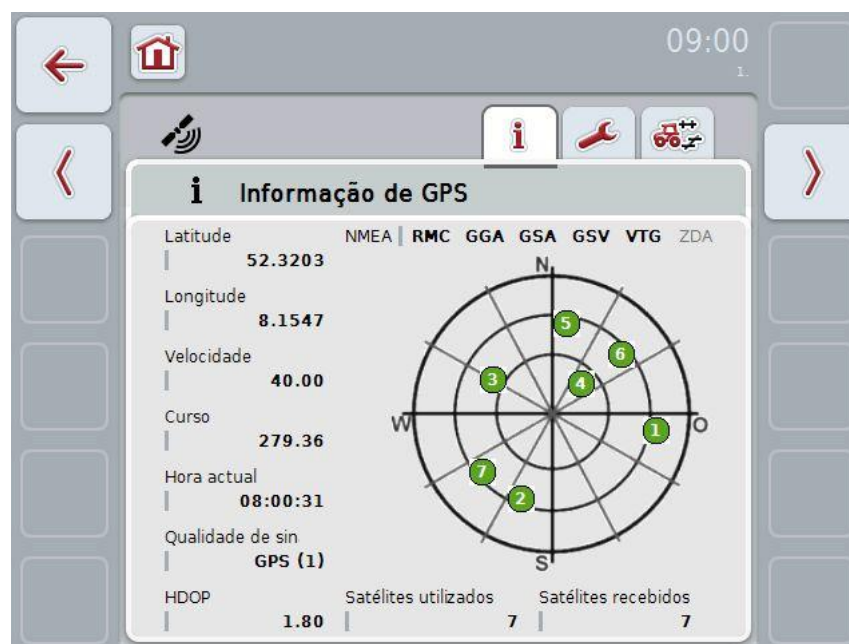 09:00
1.
i
i Informação de GPS
Latitude
52.3203
Longitude
8.1547
Velocidade
40.00
Curso
279.36
Hora actual
08:00:31
Qualidade de sin
GPS (1)
HDOP
1.80
NMEA RMC GGA GSA GSV VTG ZDA
N
5
6
3
4
W
O
1
7
2
S
Satélites utilizados
7
Satélites recebidos
7